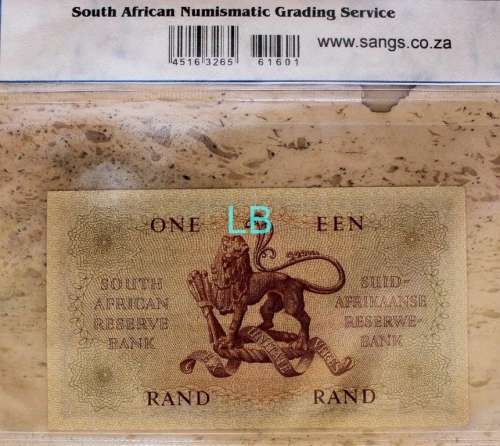 South African Numismatic Grading Service
4516 3265 61601
www.sangs.co.za
LB
ONE EEN
SOUTH AFRICAN RESERVE BANK
SUID-AFRIKAANSE RESERWE-BANK
RAND RAND